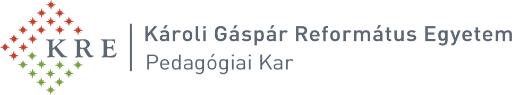 KRE
Károli Gáspár Református Egyetem
Pedagógiai Kar